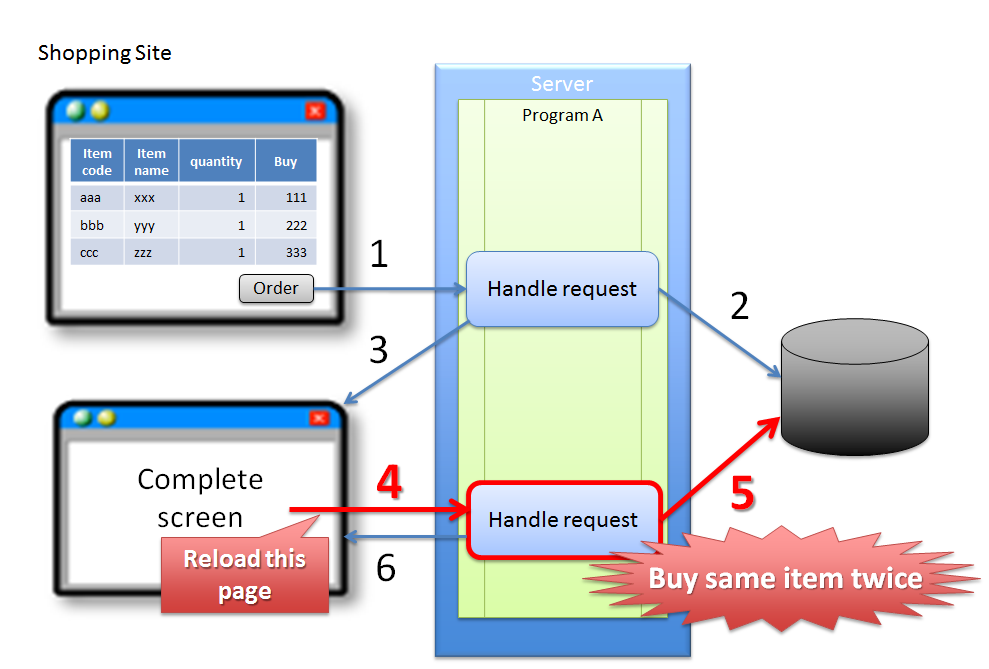 Shopping Site
Server
Program A
Item code Item name quantity Buy
aaa xxx 1 111
bbb yyy 1 222
ccc zzz 1 333
Order
1
Handle request
2
3
Complete
screen
4
Handle request
5
Reload this
page
6
Buy same item twice